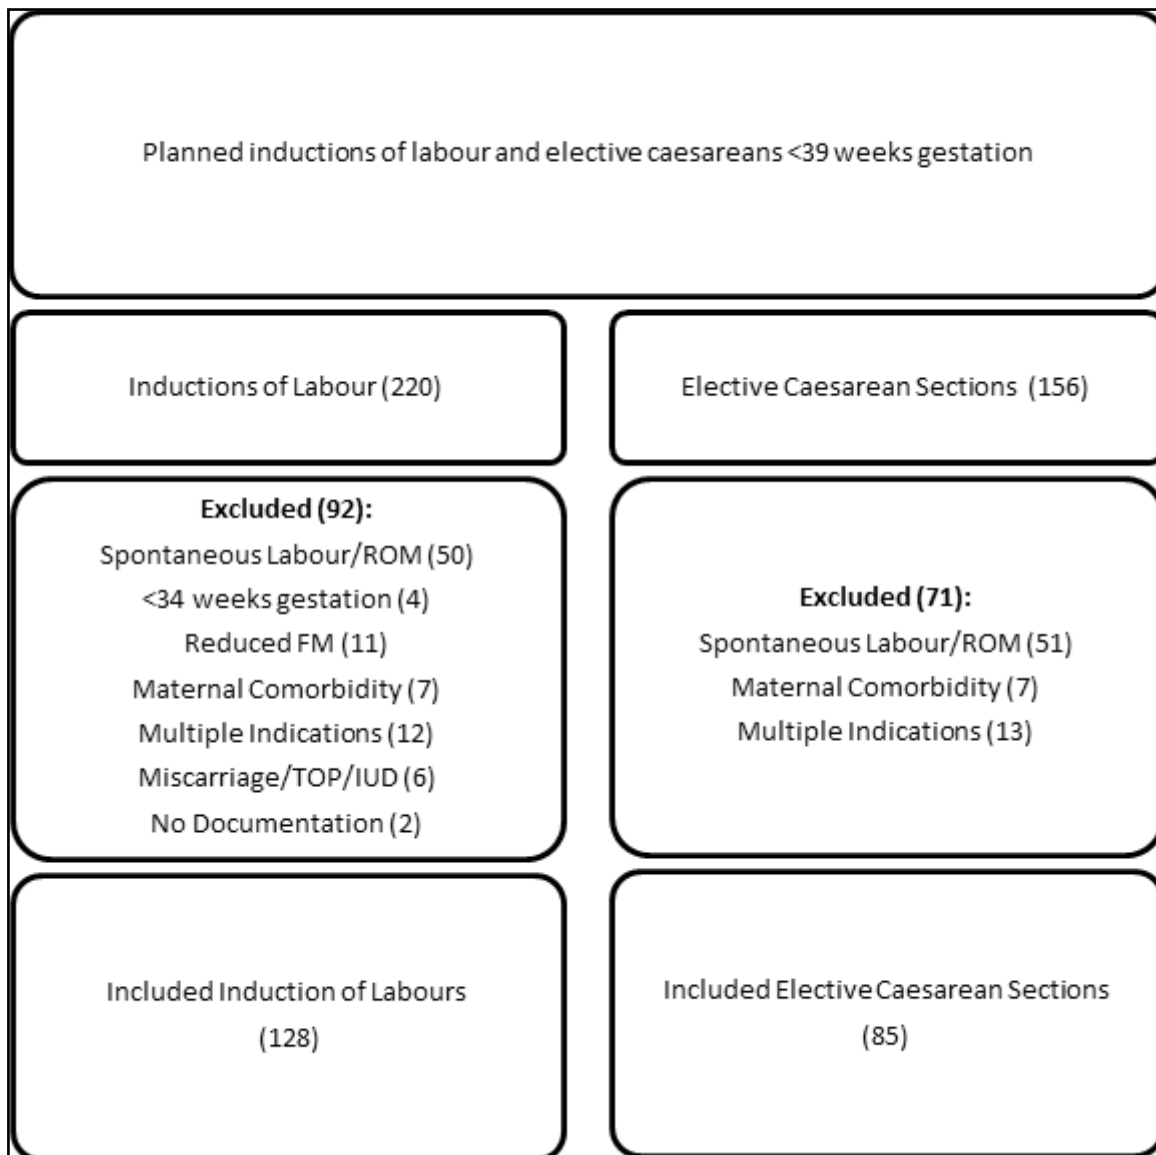 Planned inductions of labour and elective caesareans <39 weeks gestation
Inductions of Labour (220)
Elective Caesarean Sections (156)
Excluded (92):
Spontaneous Labour/ROM (50)
<34 weeks gestation (4)
Reduced FM (11)
Maternal Comorbidity (7)
Multiple Indications (12)
Miscarriage/TOP/IUD (6)
No Documentation (2)
Excluded (71):
Spontaneous Labour/ROM (51)
Maternal Comorbidity (7)
Multiple Indications (13)
Included Induction of Labours
(128)
Included Elective Caesarean Sections
(85)